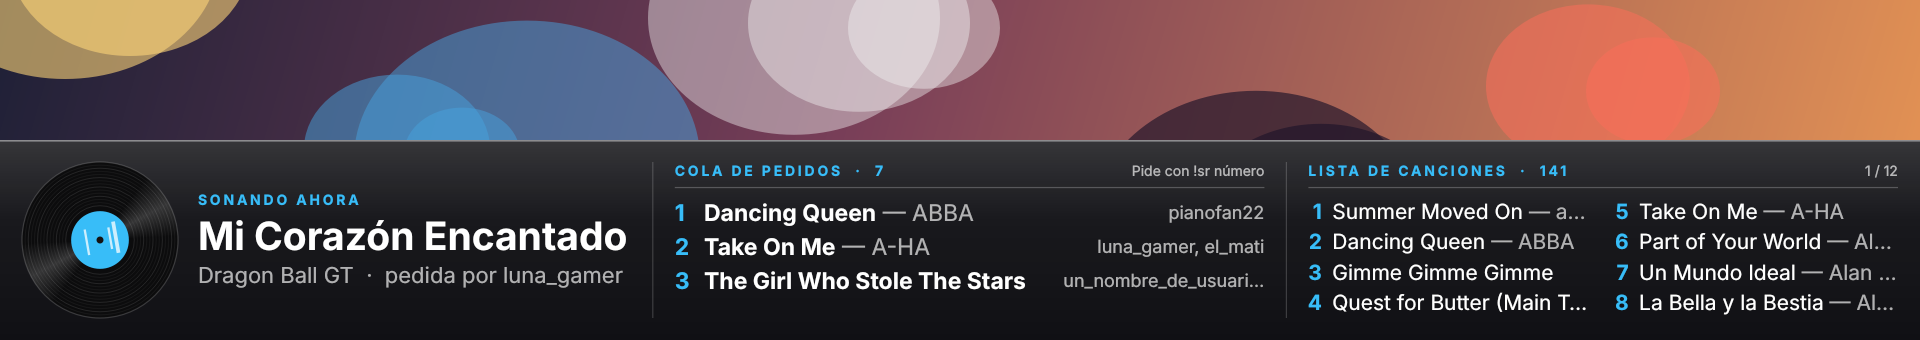 SONANDO AHORA
Mi Corazón Encantado
Dragon Ball GT · pedida por luna_gamer
COLA DE PEDIDOS · 7 Pide con !sr número
1 Dancing Queen — ABBA pianofan22
2 Take On Me — A-HA luna_gamer, el_mati
3 The Girl Who Stole The Stars un_nombre_de_usuari...
LISTA DE CANCIONES · 141 1 / 12
1 Summer Moved On — a...
2 Dancing Queen — ABBA
3 Gimme Gimme Gimme
4 Quest for Butter (Main T...
5 Take On Me — A-HA
6 Part of Your World — Al...
7 Un Mundo Ideal — Alan ...
8 La Bella y la Bestia — Al...